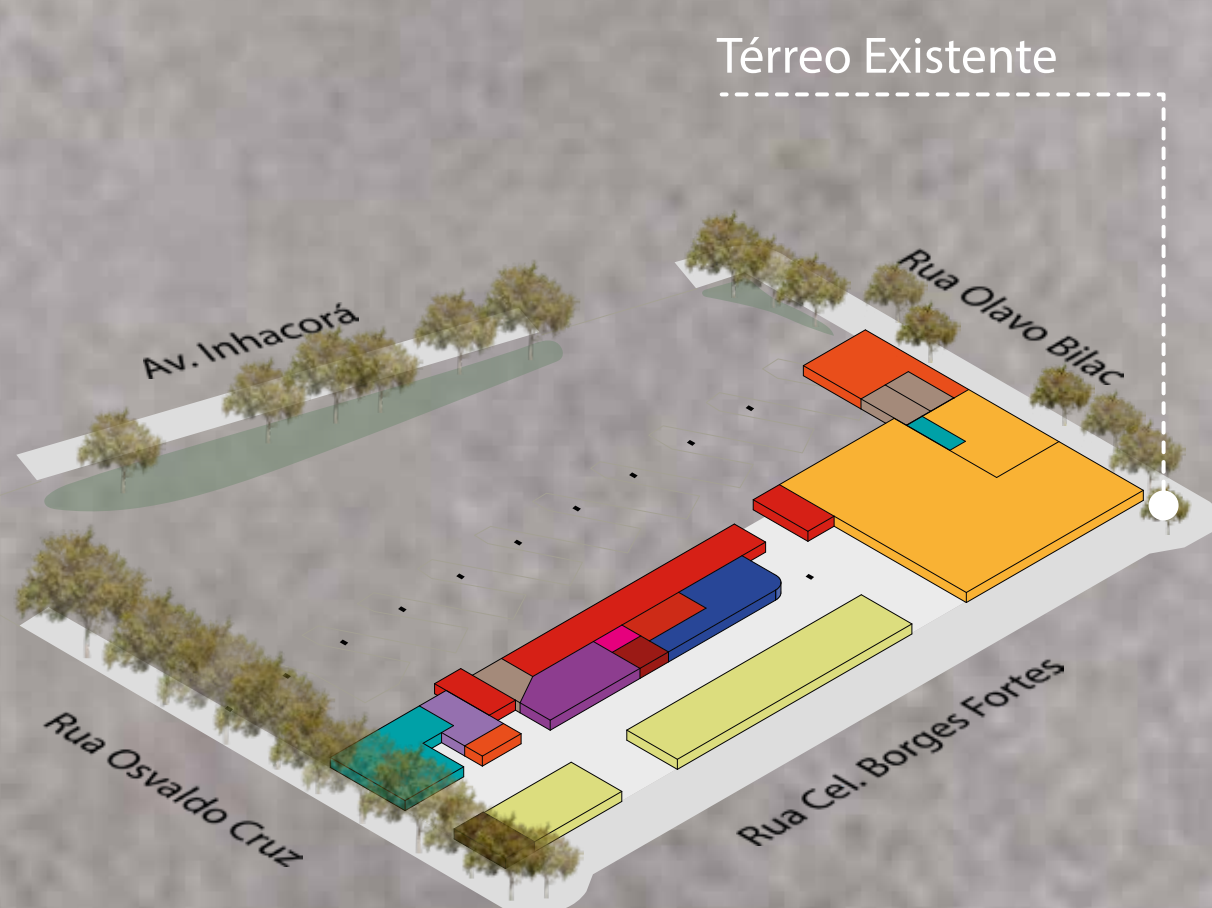 Térreo Existente
Rua Olavo Bilac
Av. Inhacorá
Rua Osvaldo Cruz
Rua Cel. Borges Fortes